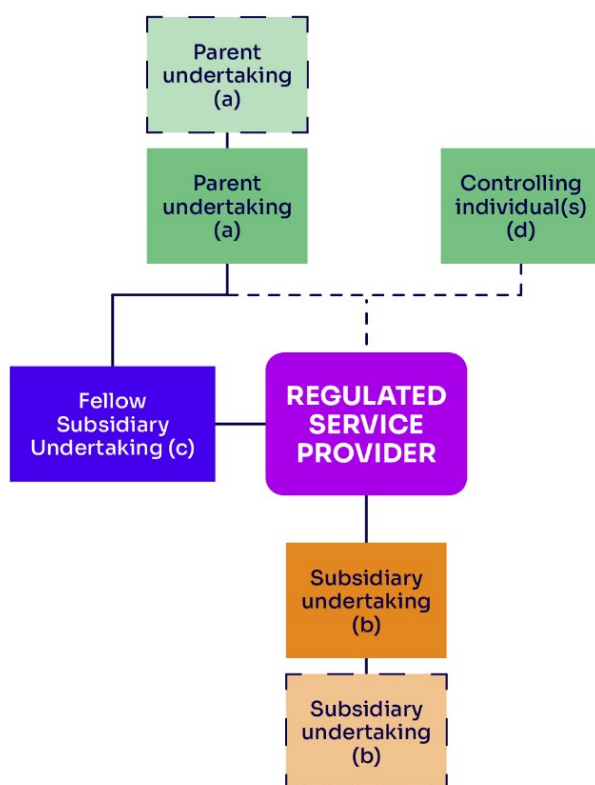 Parent
undertaking
(a)
Parent
undertaking
(a)
Controlling
individual(s)
(d)
Fellow
Subsidiary
Undertaking (c)
REGULATED
SERVICE
PROVIDER
Subsidiary
undertaking
(b)
Subsidiary
undertaking
(b)